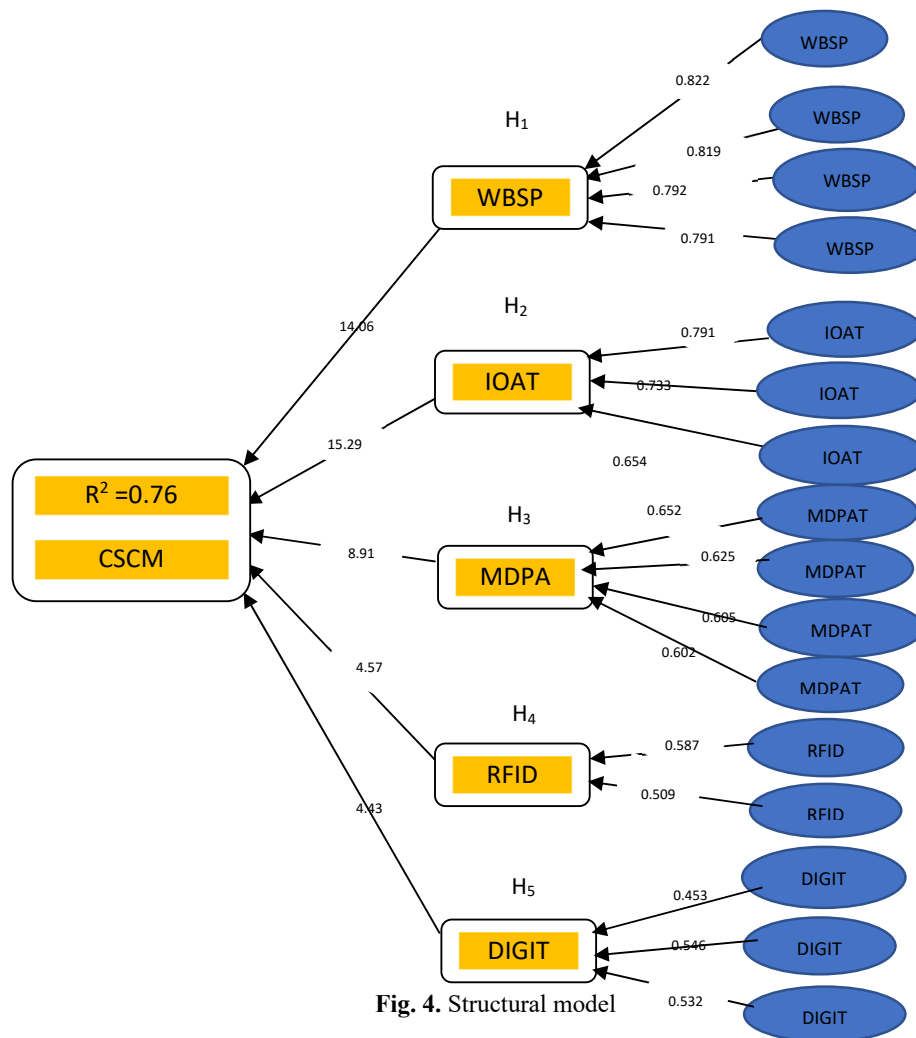 WBSP
0.822
H₁
WBSP
0.819
WBSP
WBSP
0.792
0.791
WBSP
14.06
H₂
IOAT
0.791
IOAT
0.733
IOAT
15.29
IOAT
0.654
R² =0.76
CSCM
H₃
MDPAT
0.652
8.91
MDPA
0.625
MDPAT
0.605
MDPAT
0.602
MDPAT
4.57
H₄
RFID
0.587
RFID
0.509
RFID
4.43
H₅
DIGIT
0.453
DIGIT
0.546
DIGIT
0.532
DIGIT
Fig. 4. Structural model